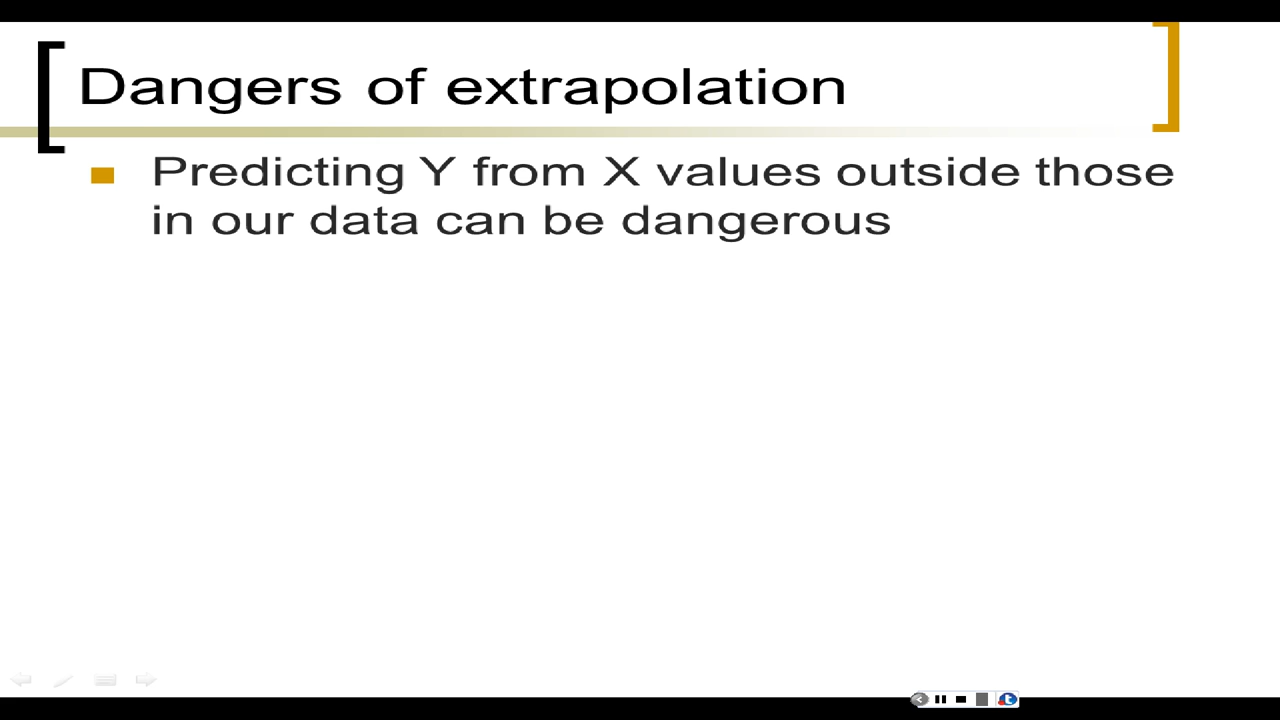 Dangers of extrapolation
Predicting Y from X values outside those
in our data can be dangerous